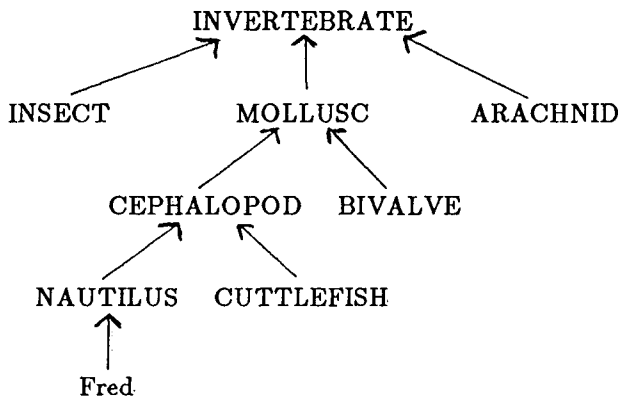 INVERTEBRATE
INSECT MOLLUSC ARACHNID
CEPHALOPOD BIVALVE
NAUTILUS CUTTLEFISH
Fred